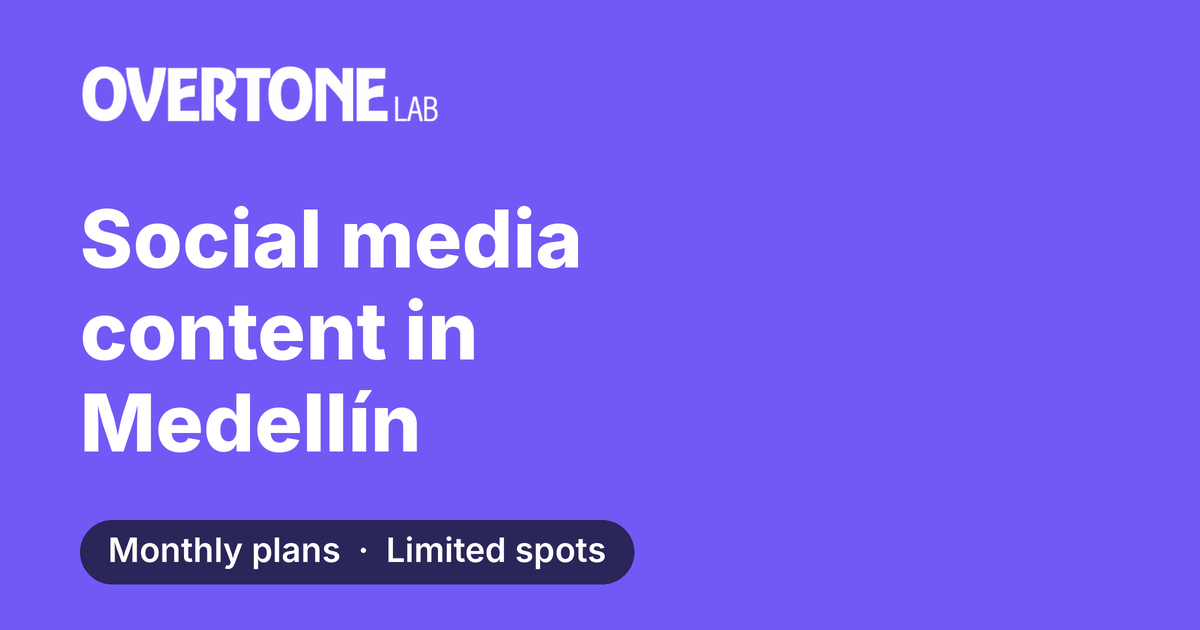 OVERTONE LAB
Social media
content in
Medellín
Monthly plans · Limited spots